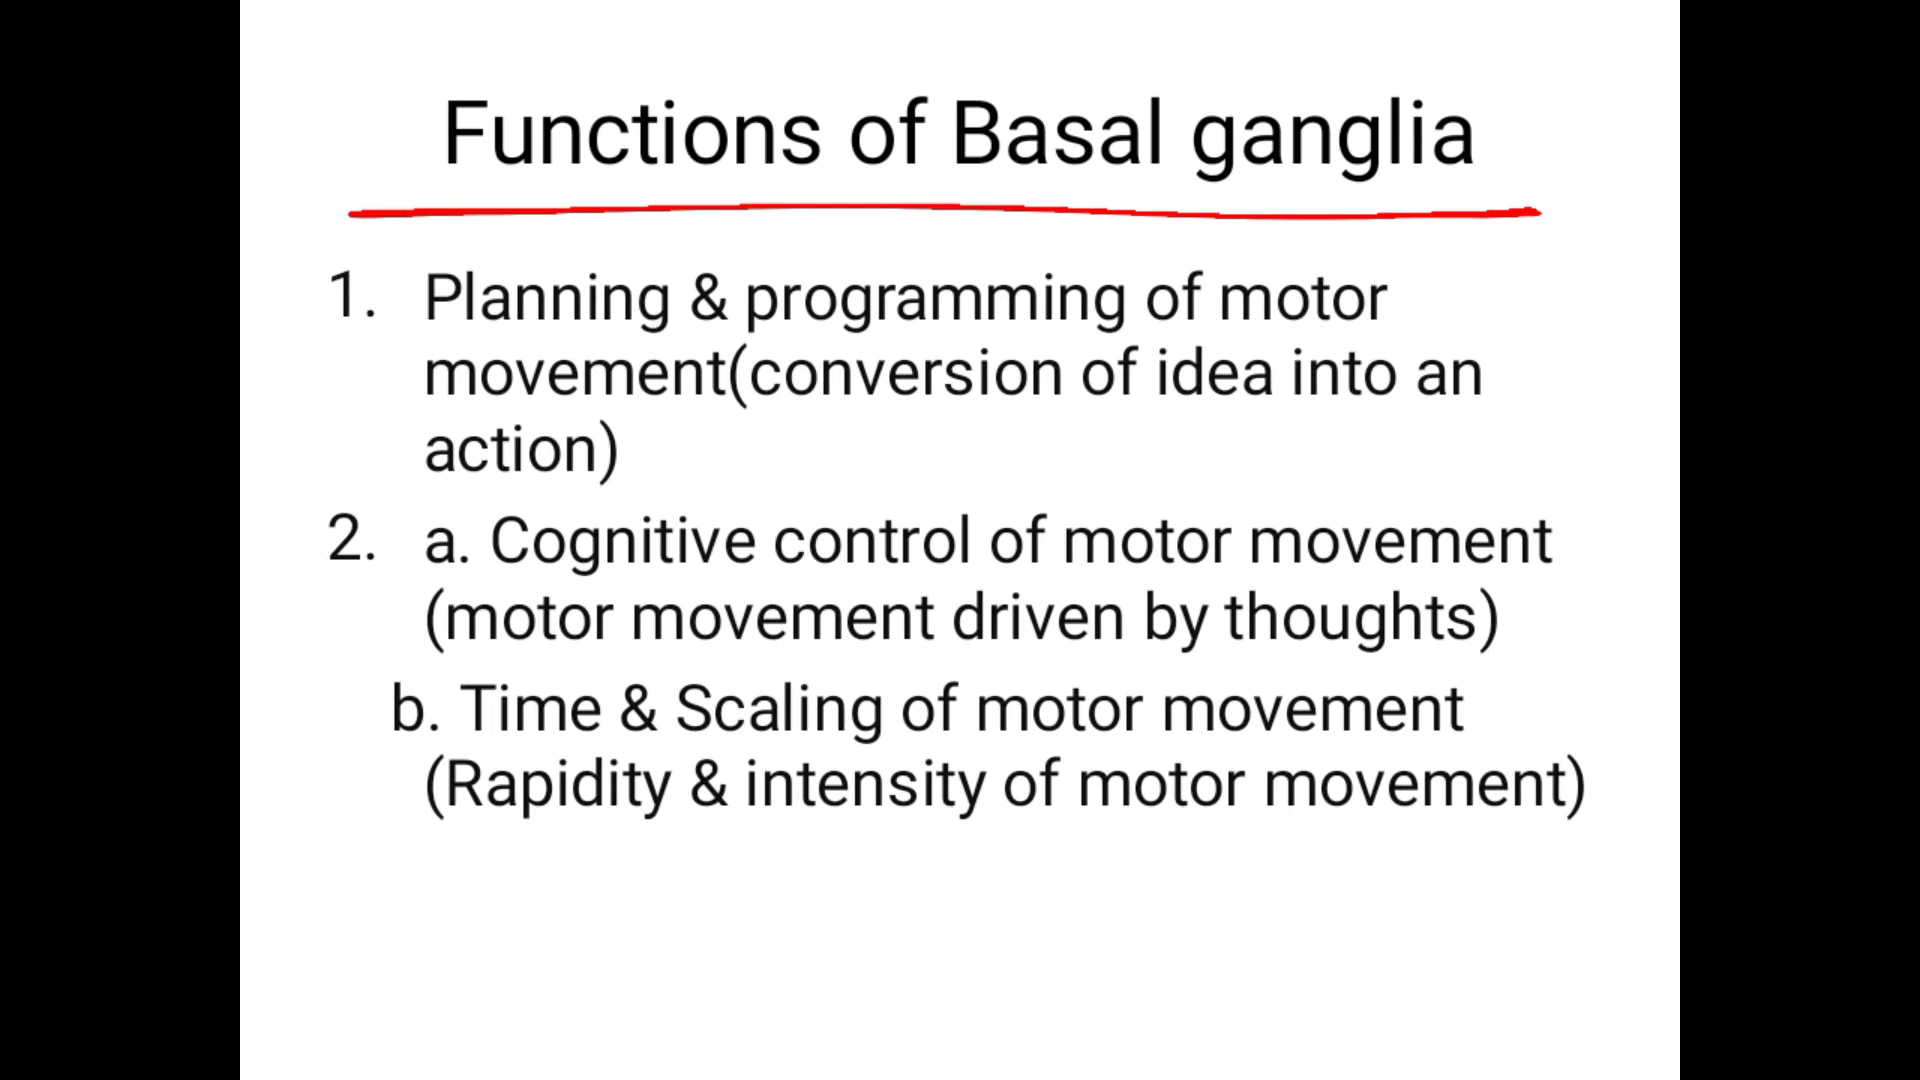 Functions of Basal ganglia
1. Planning & programming of motor
movement(conversion of idea into an
action)
2. a. Cognitive control of motor movement
(motor movement driven by thoughts)
b. Time & Scaling of motor movement
(Rapidity & intensity of motor movement)